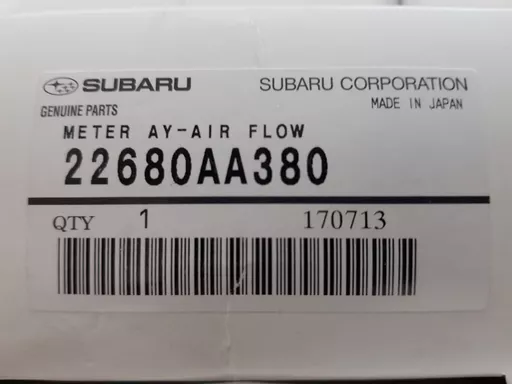 SUBARU SUBARU CORPORATION
GENUINE PARTS MADE IN JAPAN
METER AY-AIR FLOW
22680AA380
QTY 1 170713